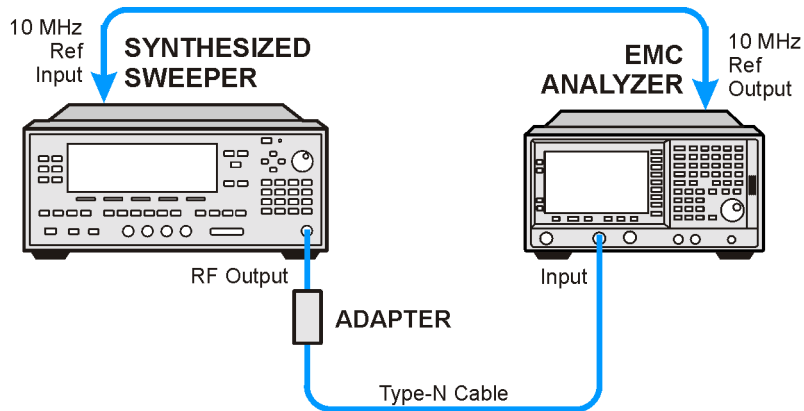 10 MHz
Ref
Input
SYNTHESIZED
SWEEPER
EMC
ANALYZER
10 MHz
Ref
Output
RF Output
Input
ADAPTER
Type-N Cable